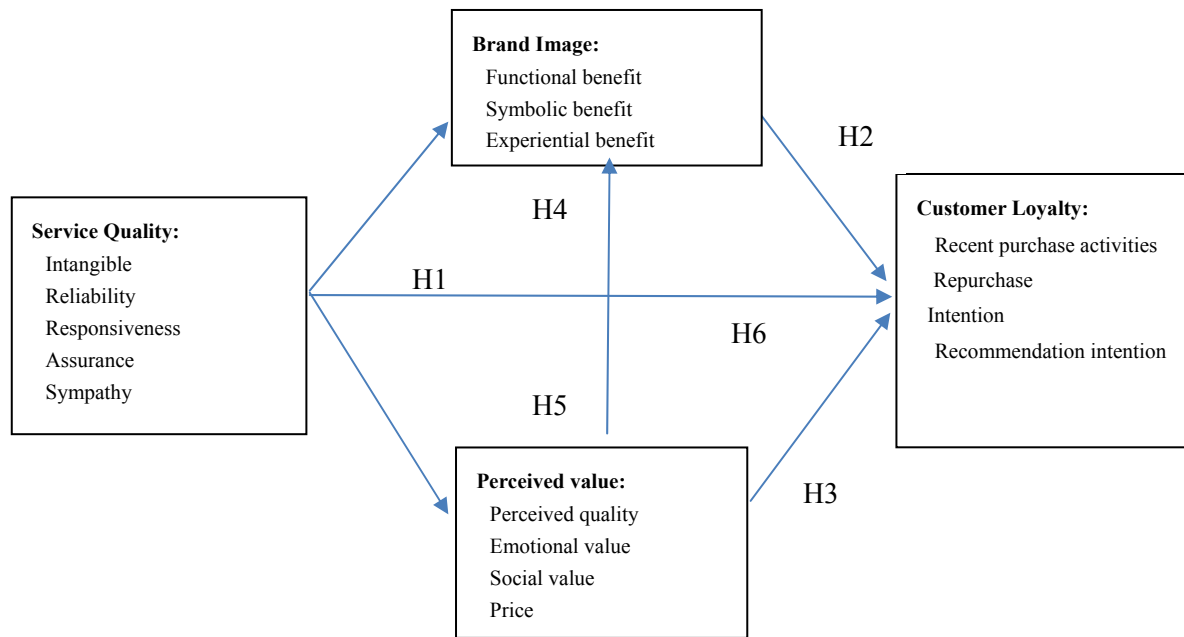 Brand Image:
Functional benefit
Symbolic benefit
Experiential benefit
H2
H4
Service Quality:
Intangible
Reliability
Responsiveness
Assurance
Sympathy
H1
H6
Customer Loyalty:
Recent purchase activities
Repurchase
Intention
Recommendation intention
H5
H3
Perceived value:
Perceived quality
Emotional value
Social value
Price